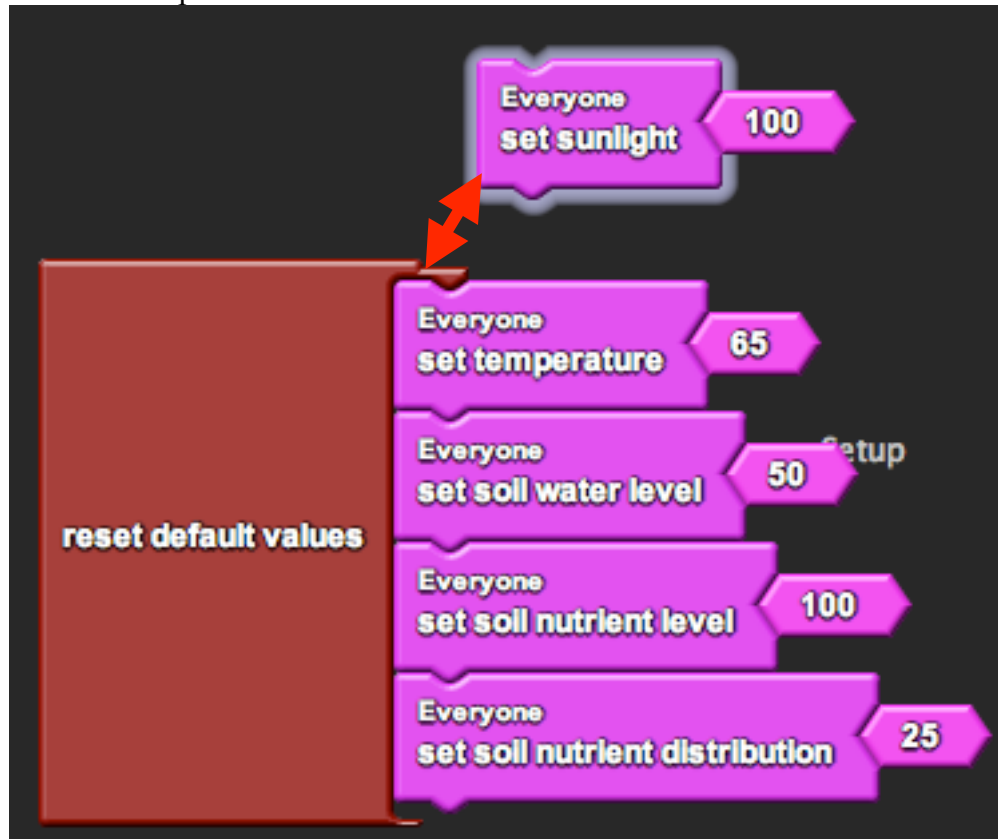 Everyone
set sunlight
100
Everyone
set temperature
65
Everyone
set soil water level
50
reset default values
Everyone
set soil nutrient level
100
Everyone
set soil nutrient distribution
25